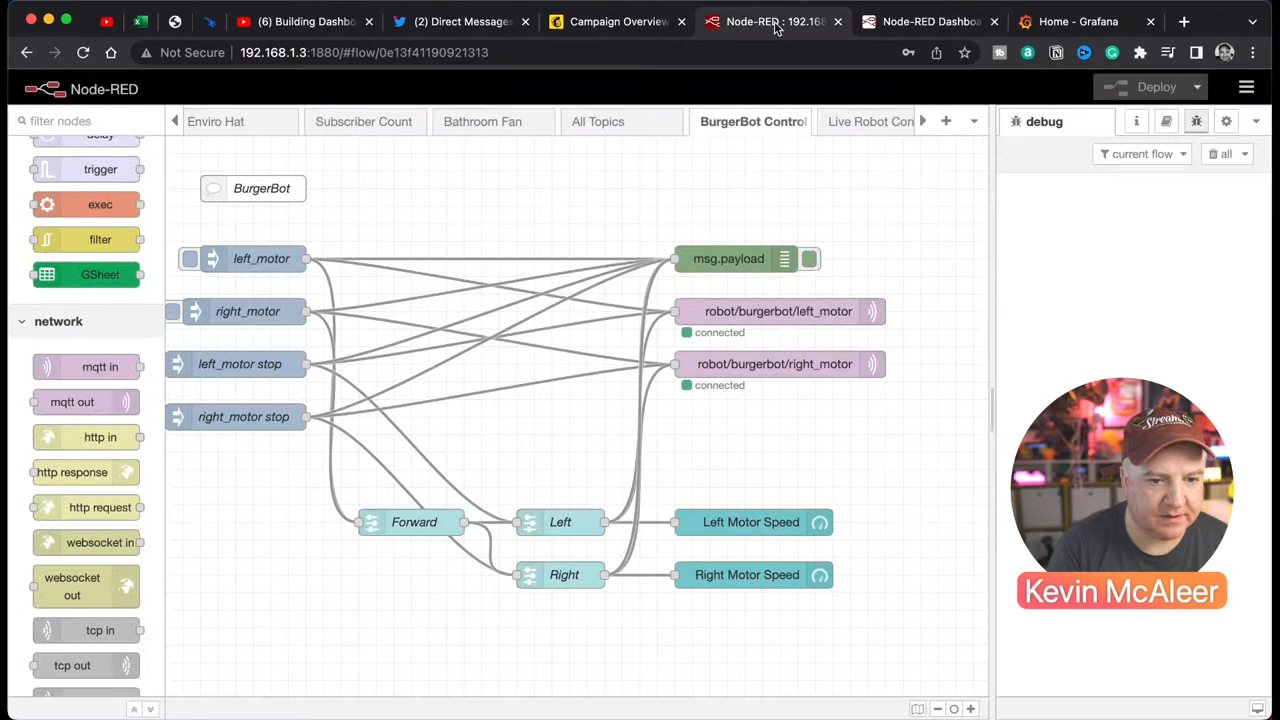 (6) Building Dashbo
(2) Direct Messages
Campaign Overview
Node-RED : 192.168
Node-RED Dashboa
Home - Grafana
Not Secure
192.168.1.3:1880/#flow/0e13f41190921313
Node-RED
Deploy
filter nodes
Enviro Hat
Subscriber Count
Bathroom Fan
All Topics
BurgerBot Control
Live Robot Con
debug
current flow
all
delay
trigger
exec
filter
GSheet
network
mqtt in
mqtt out
http in
http response
http request
websocket in
websocket
out
tcp in
tcp out
BurgerBot
left_motor
right_motor
left_motor stop
right_motor stop
msg.payload
robot/burgerbot/left_motor
connected
robot/burgerbot/right_motor
connected
Forward
Left
Right
Left Motor Speed
Right Motor Speed
Kevin McAleer